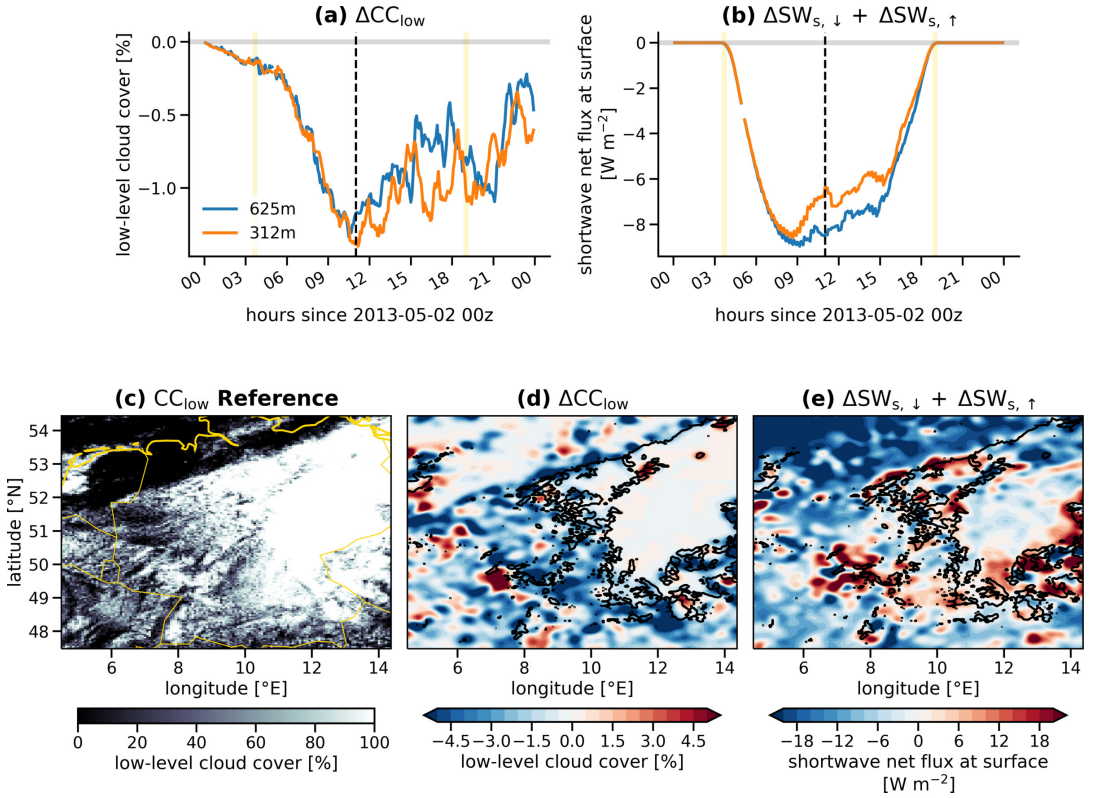 (a) ΔCC_low
low-level cloud cover [%]
0.0
−0.5
−1.0
625m
312m
00 03 06 09 12 15 18 21 00
hours since 2013-05-02 00z
(b) ΔSW_s, ↓ + ΔSW_s, ↑
shortwave net flux at surface
[W m⁻²]
0
−2
−4
−6
−8
00 03 06 09 12 15 18 21 00
hours since 2013-05-02 00z
(c) CC_low Reference
latitude [°N]
54
53
52
51
50
49
48
6 8 10 12 14
longitude [°E]
0 20 40 60 80 100
low-level cloud cover [%]
(d) ΔCC_low
6 8 10 12 14
longitude [°E]
−4.5 −3.0 −1.5 0.0 1.5 3.0 4.5
low-level cloud cover [%]
(e) ΔSW_s, ↓ + ΔSW_s, ↑
6 8 10 12 14
longitude [°E]
−18 −12 −6 0 6 12 18
shortwave net flux at surface
[W m⁻²]